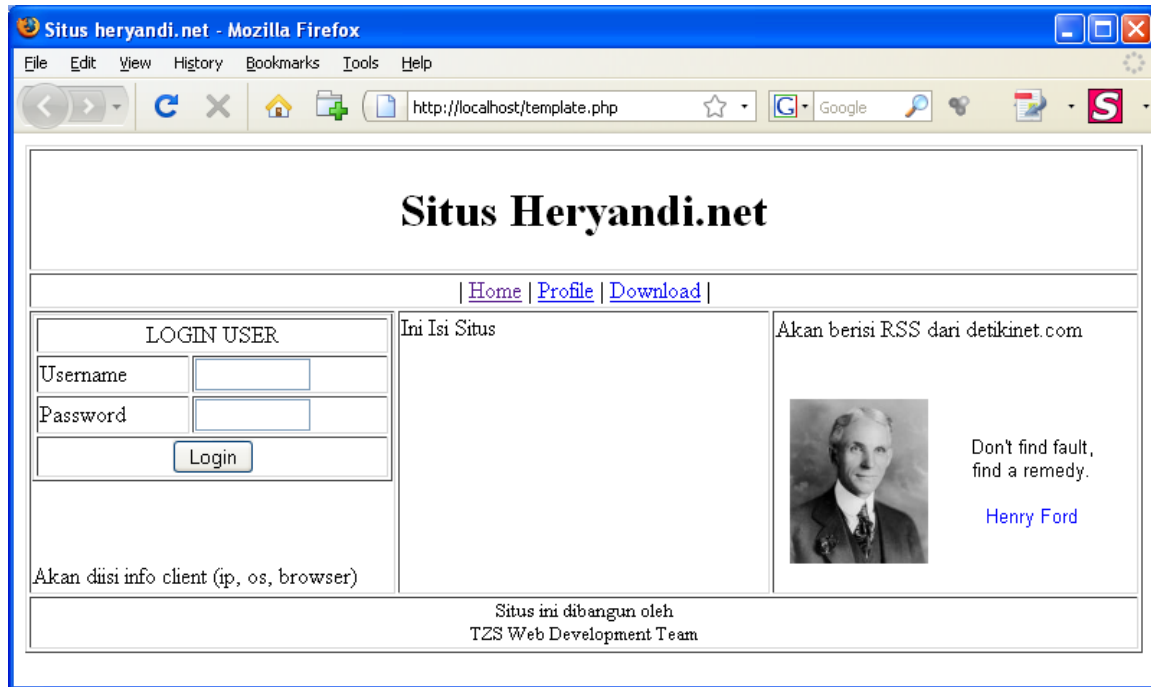 Situs heryandi.net - Mozilla Firefox
File Edit View History Bookmarks Tools Help
http://localhost/template.php
G Google
S
Situs Heryandi.net
| Home | Profile | Download |
LOGIN USER
Username
Password
Login
Akan diisi info client (ip, os, browser)
Ini Isi Situs
Akan berisi RSS dari detikinet.com
Don't find fault,
find a remedy.
Henry Ford
Situs ini dibangun oleh
TZS Web Development Team